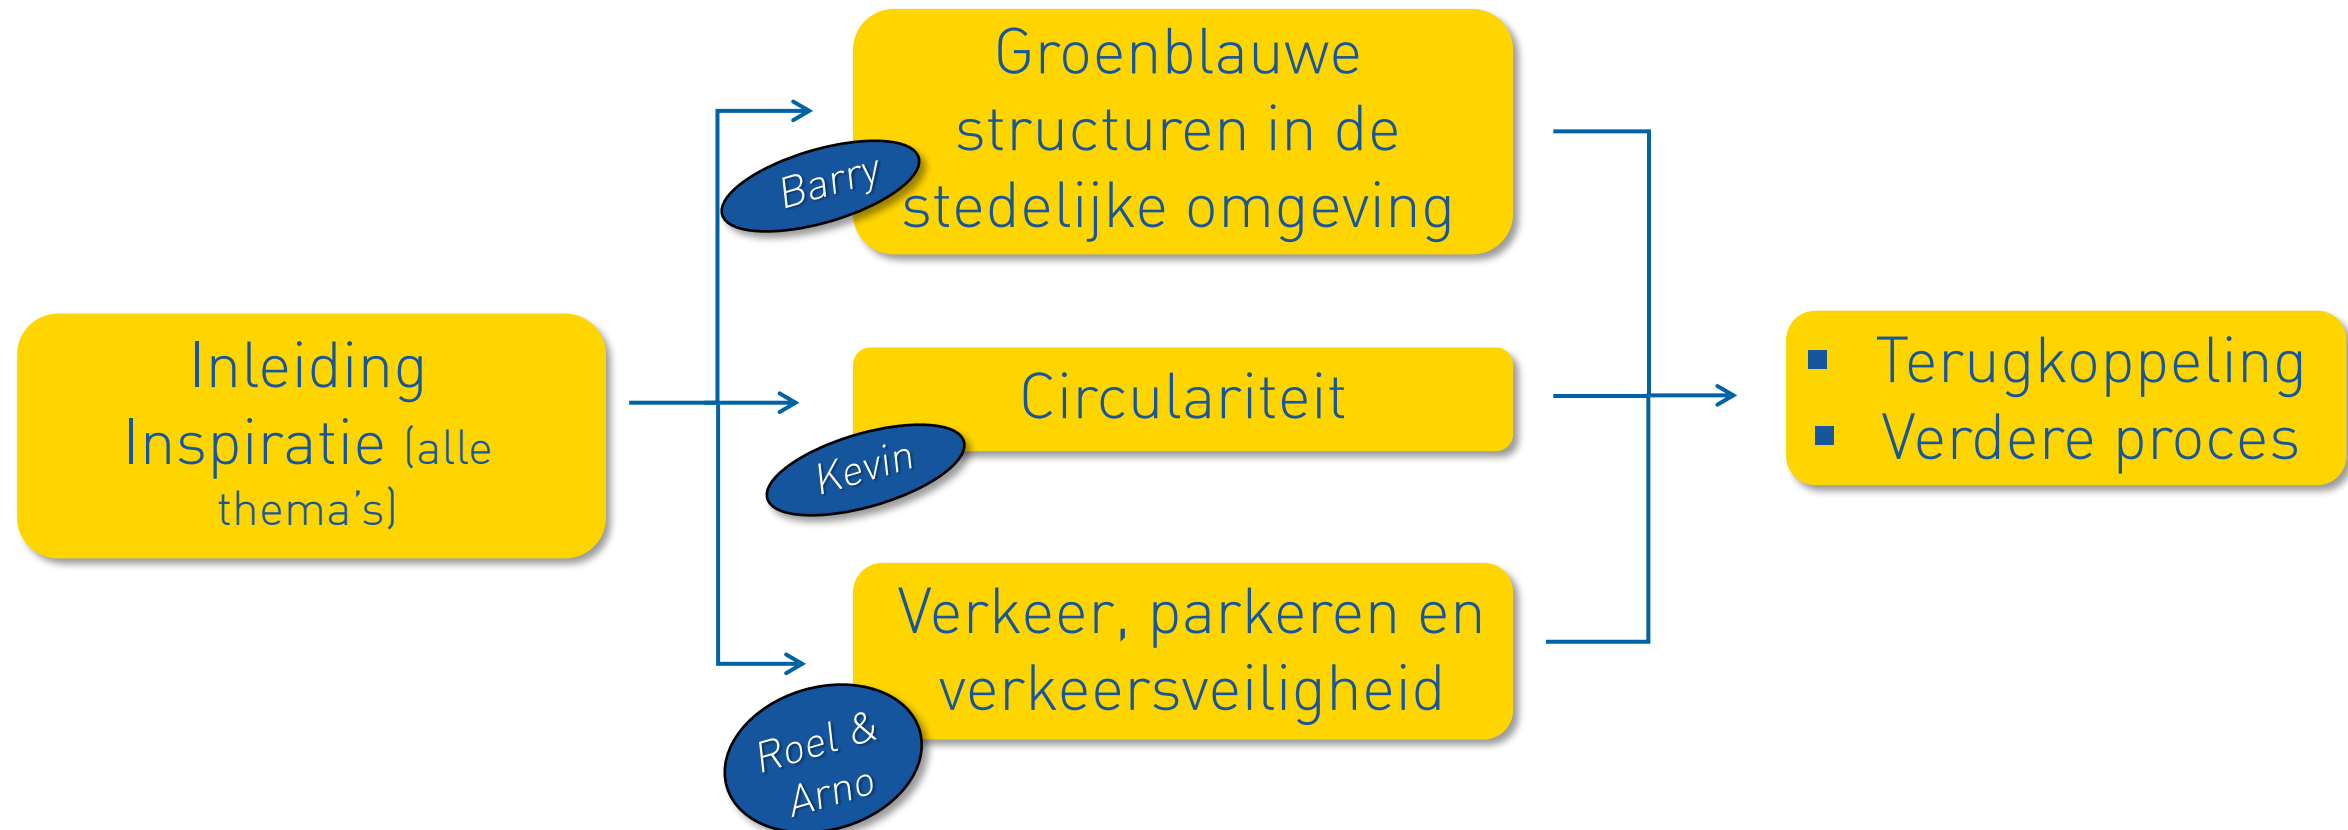 Inleiding
Inspiratie (alle
thema's)
Groenblauwe
structuren in de
stedelijke omgeving
Barry
Circulariteit
Kevin
Verkeer, parkeren en
verkeersveiligheid
Roel &
Arno
▪ Terugkoppeling
▪ Verdere proces